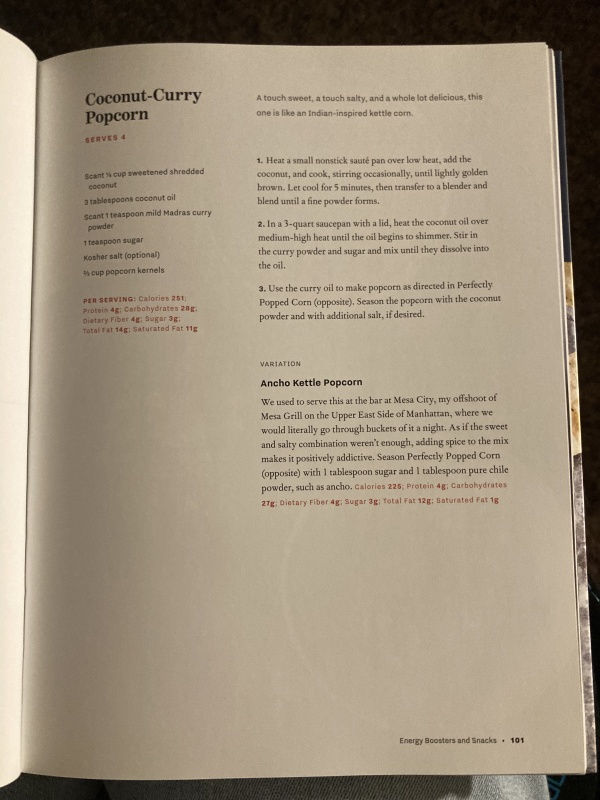 Coconut-Curry
Popcorn
SERVES 4
Scant ¼ cup sweetened shredded
coconut
3 tablespoons coconut oil
Scant 1 teaspoon mild Madras curry
powder
1 teaspoon sugar
Kosher salt (optional)
⅔ cup popcorn kernels
PER SERVING: Calories 251;
Protein 4g; Carbohydrates 28g;
Dietary Fiber 4g; Sugar 3g;
Total Fat 14g; Saturated Fat 11g
A touch sweet, a touch salty, and a whole lot delicious, this
one is like an Indian-inspired kettle corn.
1. Heat a small nonstick sauté pan over low heat, add the
coconut, and cook, stirring occasionally, until lightly golden
brown. Let cool for 5 minutes, then transfer to a blender and
blend until a fine powder forms.
2. In a 3-quart saucepan with a lid, heat the coconut oil over
medium-high heat until the oil begins to shimmer. Stir in
the curry powder and sugar and mix until they dissolve into
the oil.
3. Use the curry oil to make popcorn as directed in Perfectly
Popped Corn (opposite). Season the popcorn with the coconut
powder and with additional salt, if desired.
VARIATION
Ancho Kettle Popcorn
We used to serve this at the bar at Mesa City, my offshoot of
Mesa Grill on the Upper East Side of Manhattan, where we
would literally go through buckets of it a night. As if the sweet
and salty combination weren't enough, adding spice to the mix
makes it positively addictive. Season Perfectly Popped Corn
(opposite) with 1 tablespoon sugar and 1 tablespoon pure chile
powder, such as ancho. Calories 225; Protein 4g; Carbohydrates
27g; Dietary Fiber 4g; Sugar 3g; Total Fat 12g; Saturated Fat 1g
Energy Boosters and Snacks • 101